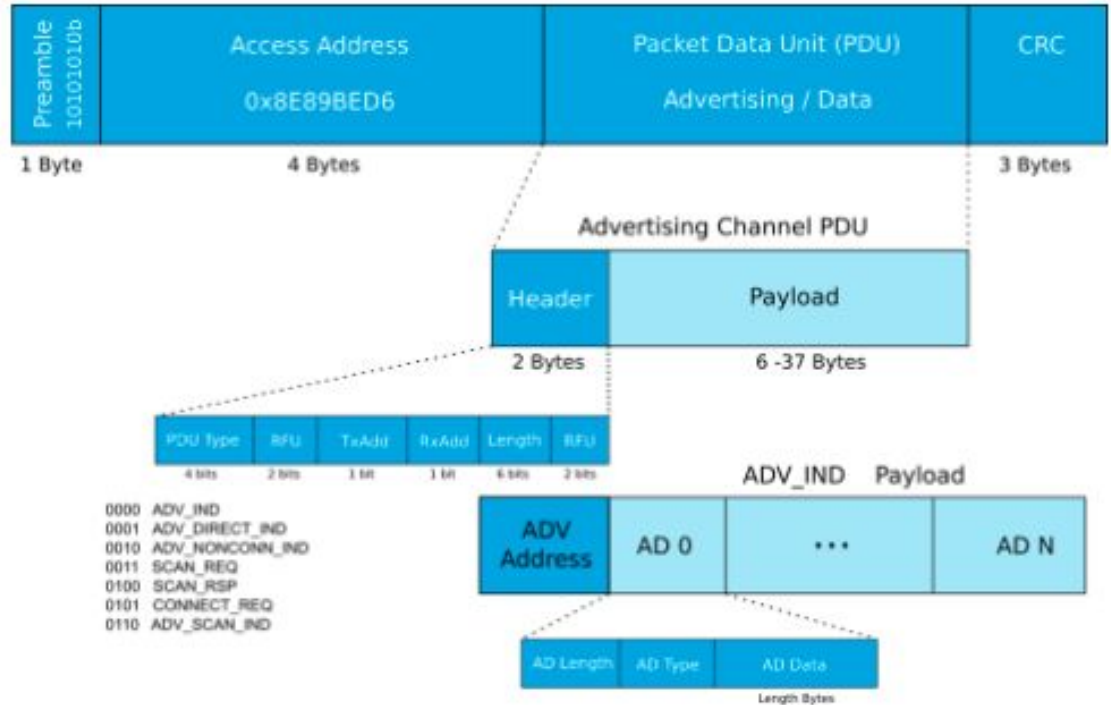 Preamble
10101010b
Access Address
0x8E89BED6
Packet Data Unit (PDU)
Advertising / Data
CRC
1 Byte
4 Bytes
3 Bytes
Advertising Channel PDU
Header
Payload
2 Bytes
6 -37 Bytes
PDU Type
RFU
TxAdd
RxAdd
Length
RFU
4 bits
2 bits
1 bit
1 bit
6 bits
2 bits
0000 ADV_IND
0001 ADV_DIRECT_IND
0010 ADV_NONCONN_IND
0011 SCAN_REQ
0100 SCAN_RSP
0101 CONNECT_REQ
0110 ADV_SCAN_IND
ADV_IND Payload
ADV
Address
AD 0
...
AD N
AD Length
AD Type
AD Data
Length Bytes